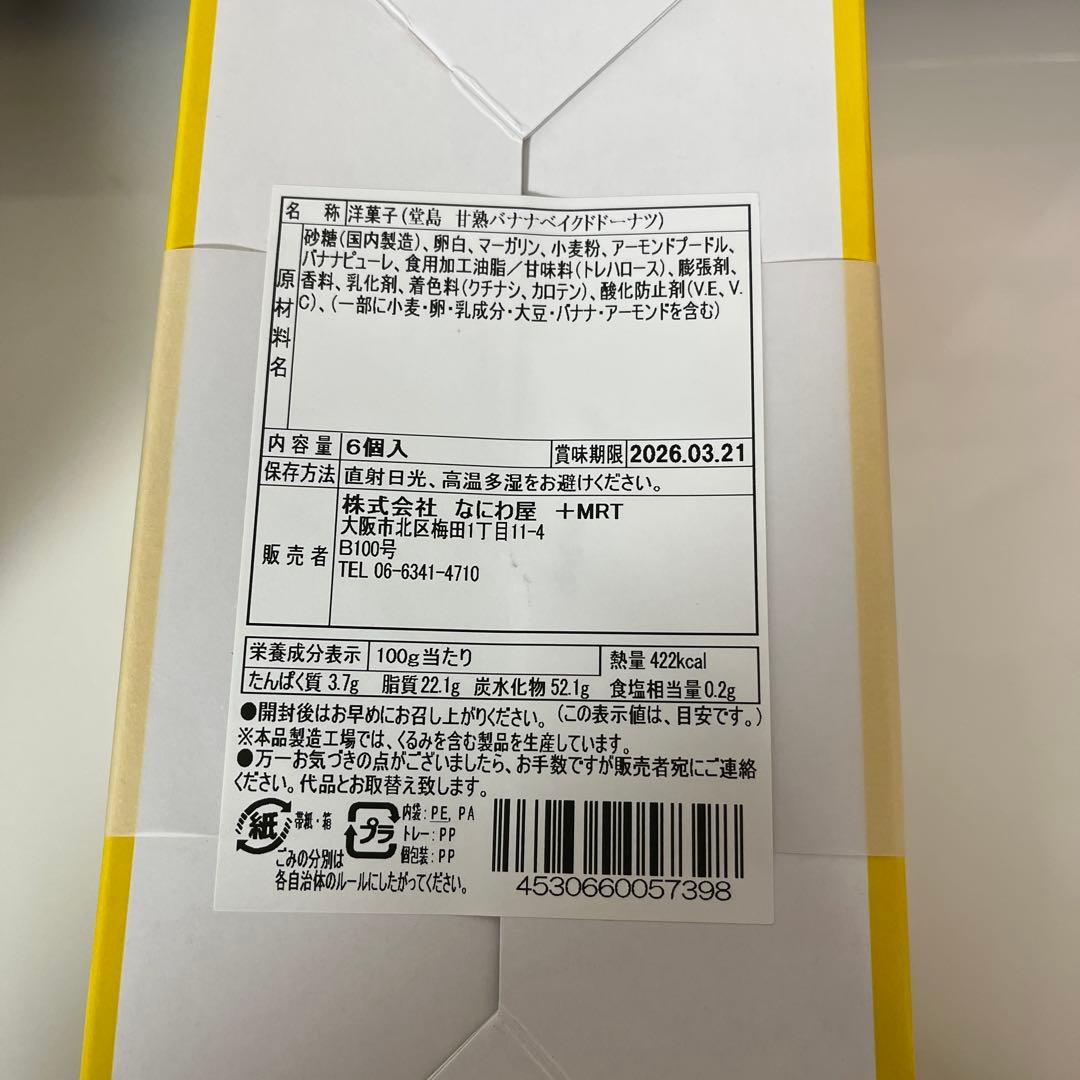 名称 洋菓子(堂島 甘熟バナナベイクドドーナツ)
原材料名 砂糖(国内製造)、卵白、マーガリン、小麦粉、アーモンドプードル、
バナナピューレ、食用加工油脂/甘味料(トレハロース)、膨張剤、
香料、乳化剤、着色料(クチナシ、カロテン)、酸化防止剤(V.E、V.
C)、(一部に小麦・卵・乳成分・大豆・バナナ・アーモンドを含む)
内容量 6個入 賞味期限 2026.03.21
保存方法 直射日光、高温多湿をお避けください。
販売者 株式会社 なにわ屋 +MRT
大阪市北区梅田1丁目11-4
B100号
TEL 06-6341-4710
栄養成分表示 100g当たり 熱量 422kcal
たんぱく質 3.7g 脂質22.1g 炭水化物 52.1g 食塩相当量0.2g
●開封後はお早めにお召し上がりください。(この表示値は、目安です。)
※本品製造工場では、くるみを含む製品を生産しています。
●万一お気づきの点がございましたら、お手数ですが販売者宛にご連絡
ください。代品とお取替え致します。
紙 帯紙・箱 プラ 内袋:PE, PA
トレー:PP
個包装:PP
ごみの分別は
各自治体のルールにしたがってください。
4530660057398